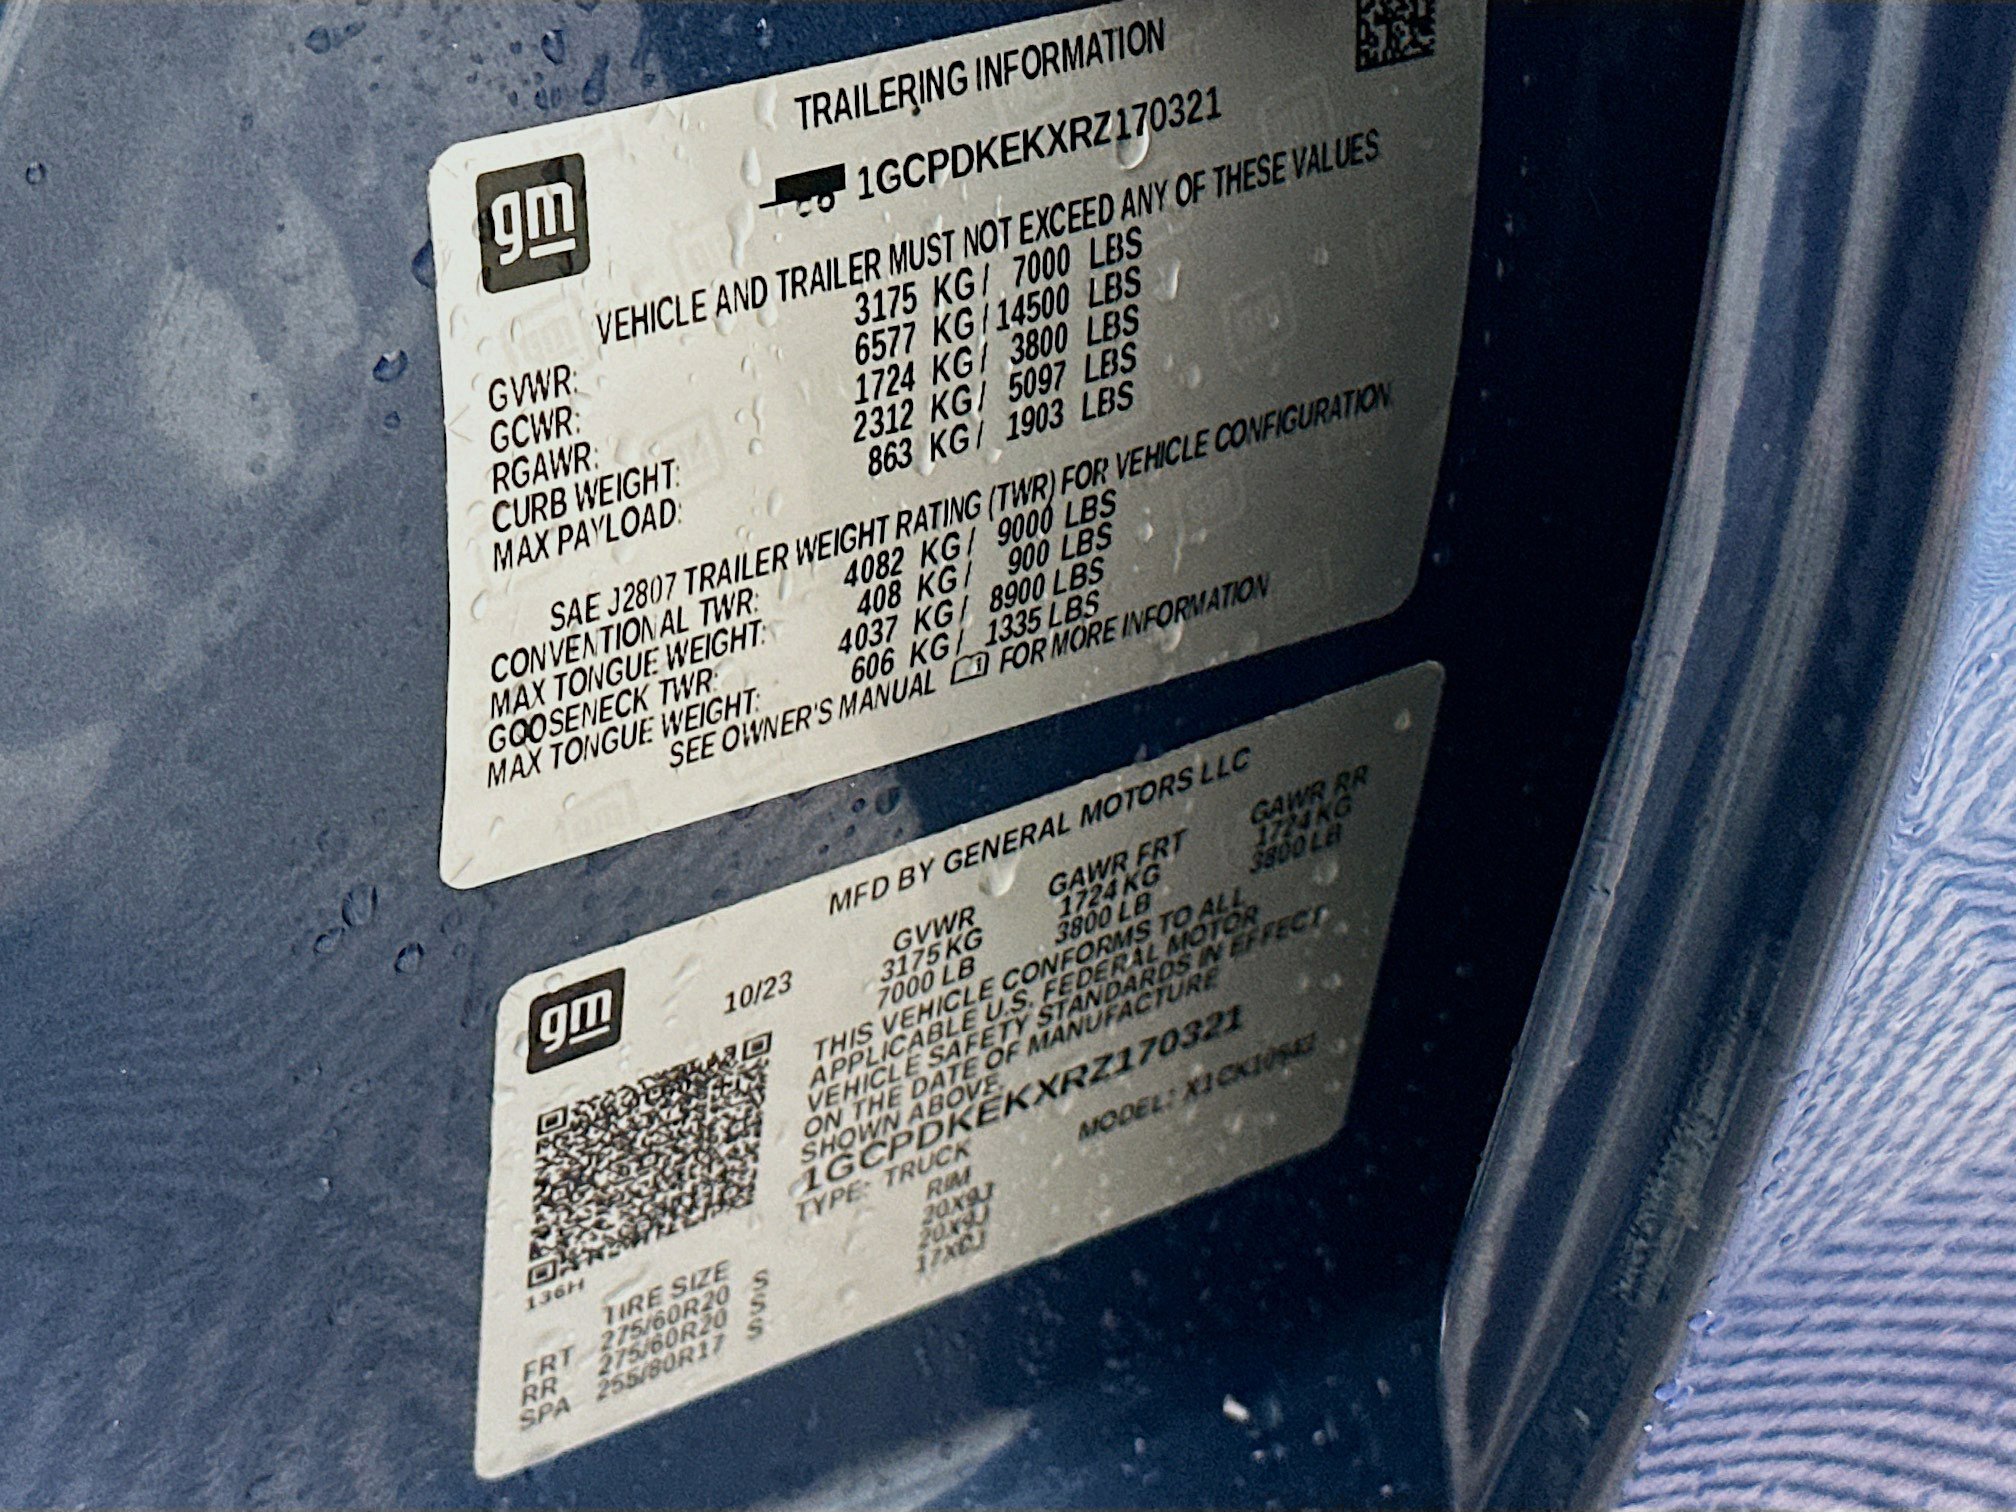 TRAILERING INFORMATION
gm
1GCPDKEKXRZ170321
VEHICLE AND TRAILER MUST NOT EXCEED ANY OF THESE VALUES
GVWR: 3175 KG/ 7000 LBS
GCWR: 6577 KG/ 14500 LBS
RGAWR: 1724 KG/ 3800 LBS
CURB WEIGHT: 2312 KG/ 5097 LBS
MAX PAYLOAD: 863 KG/ 1903 LBS
SAE J2807 TRAILER WEIGHT RATING (TWR) FOR VEHICLE CONFIGURATION
CONVENTIONAL TWR: 4082 KG/ 9000 LBS
MAX TONGUE WEIGHT: 408 KG/ 900 LBS
GOOSENECK TWR: 4037 KG/ 8900 LBS
MAX TONGUE WEIGHT: 606 KG/ 1335 LBS
SEE OWNER'S MANUAL FOR MORE INFORMATION
MFD BY GENERAL MOTORS LLC
gm
10/23
GVWR GAWR FRT GAWR RR
3175 KG 1724 KG 1724 KG
7000 LB 3800 LB 3800 LB
THIS VEHICLE CONFORMS TO ALL
APPLICABLE U.S. FEDERAL MOTOR
VEHICLE SAFETY STANDARDS IN EFFECT
ON THE DATE OF MANUFACTURE
SHOWN ABOVE.
1GCPDKEKXRZ170321
TYPE: TRUCK MODEL:
136H
TIRE SIZE RIM
FRT 275/60R20 S 20X9J
RR 275/60R20 S 20X9J
SPA 255/80R17 S